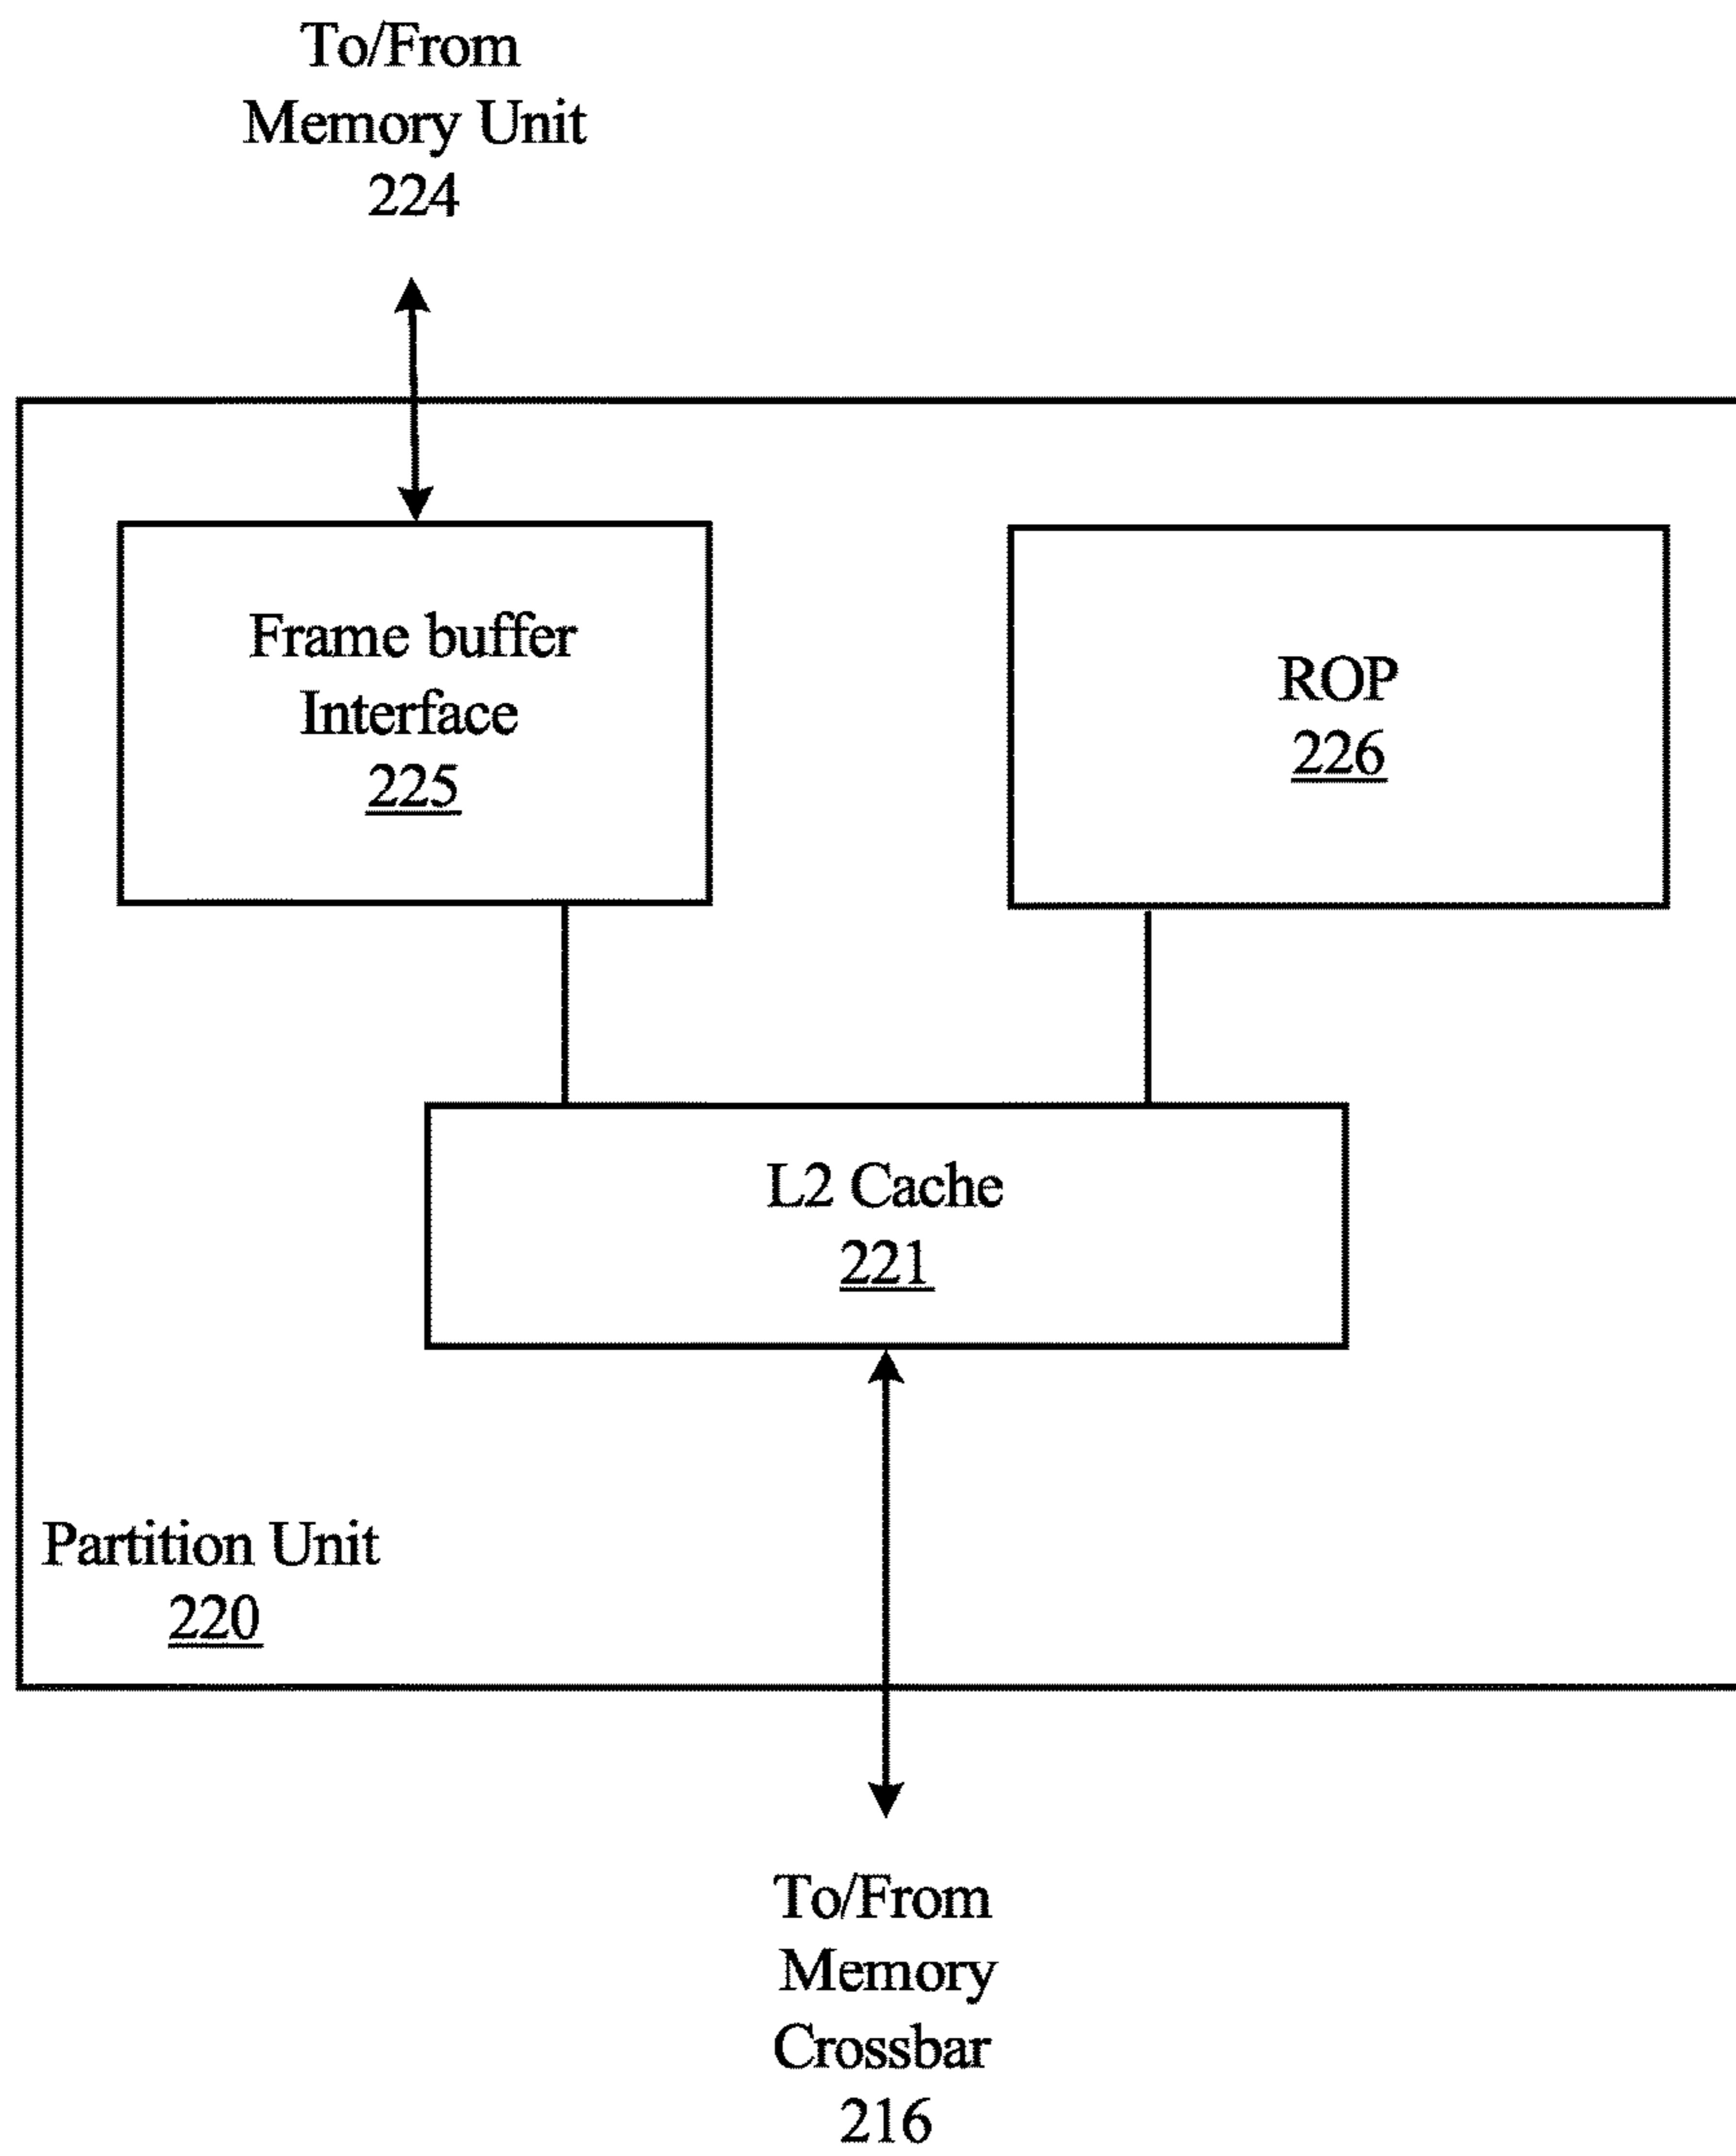 To/From
Memory Unit
224
Frame buffer
Interface
225
ROP
226
L2 Cache
221
Partition Unit
220
To/From
Memory
Crossbar
216